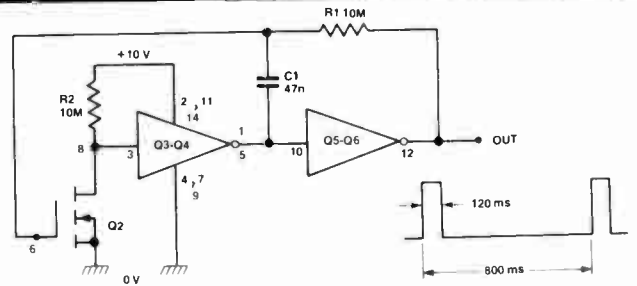 R1 10M
+10 V
R2
10M
C1
47n
2 , 11
14
8
3
Q3-Q4
1
5
10
Q5-Q6
12
OUT
4 , 7
9
Q2
6
0 V
120 ms
800 ms